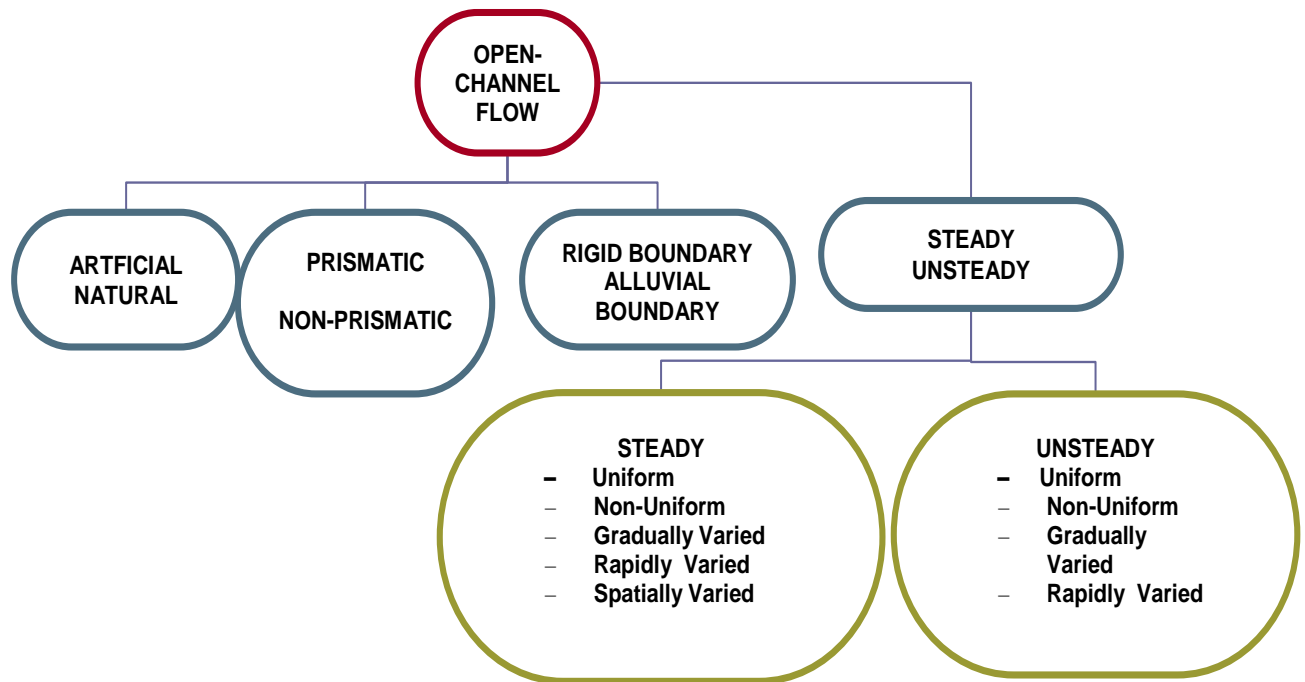 OPEN-
CHANNEL
FLOW
ARTFICIAL
NATURAL
PRISMATIC
NON-PRISMATIC
RIGID BOUNDARY
ALLUVIAL
BOUNDARY
STEADY
UNSTEADY
STEADY
– Uniform
– Non-Uniform
– Gradually Varied
– Rapidly Varied
– Spatially Varied
UNSTEADY
– Uniform
– Non-Uniform
– Gradually
Varied
– Rapidly Varied